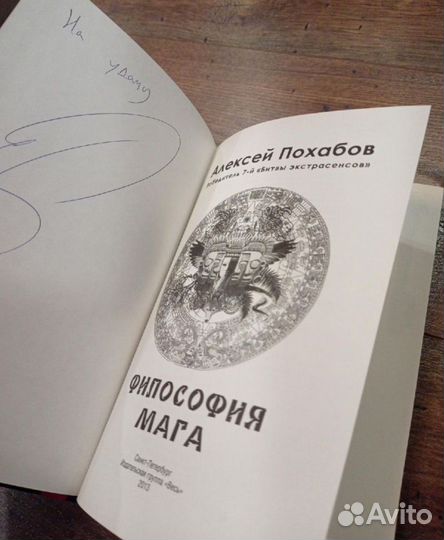 На
удачу
Алексей Похабов
победитель 7-й «Битвы экстрасенсов»
ФИЛОСОФИЯ
МАГА
Санкт-Петербург
Издательская группа «Весь»
2013
Avito